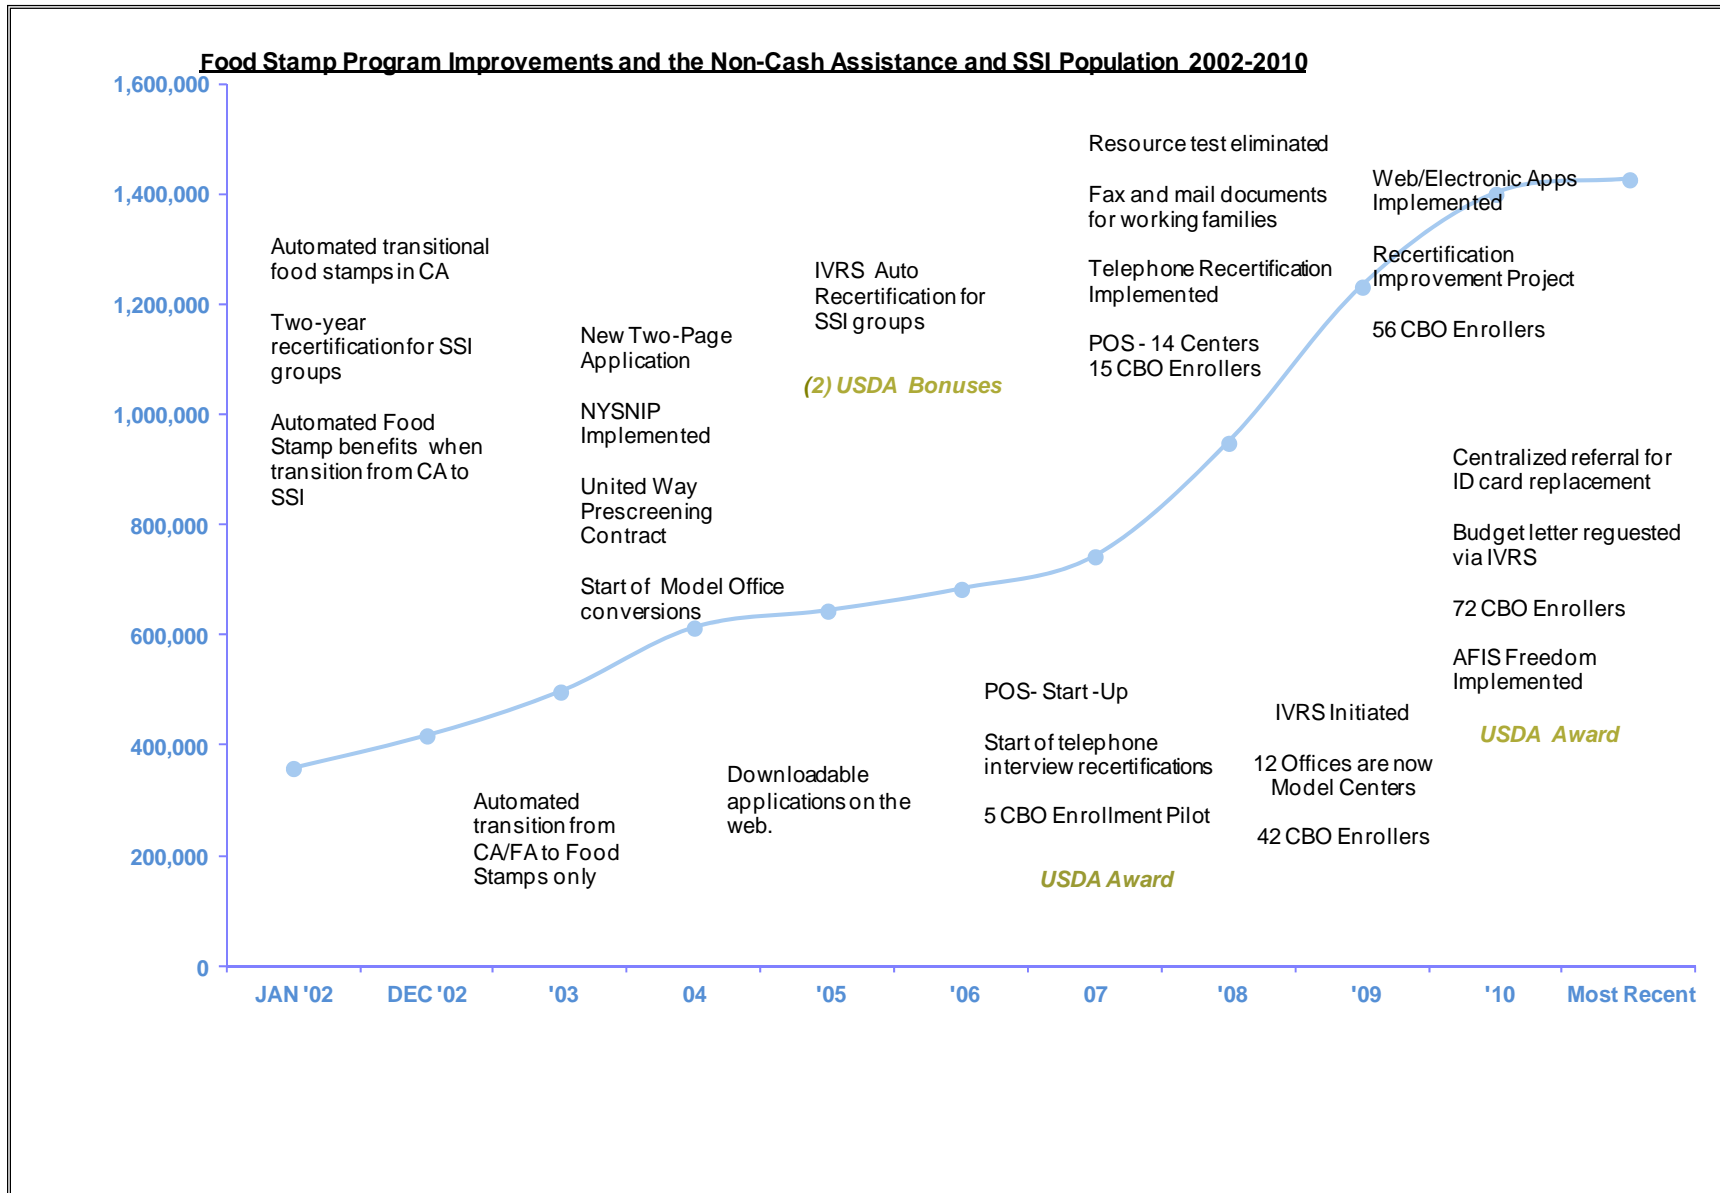 Food Stamp Program Improvements and the Non-Cash Assistance and SSI Population 2002-2010
1,600,000
1,400,000
1,200,000
1,000,000
800,000
600,000
400,000
200,000
0
Automated transitional
food stamps in CA
Two-year
recertification for SSI
groups
Automated Food
Stamp benefits when
transition from CA to
SSI
Automated
transition from
CA/FA to Food
Stamps only
New Two-Page
Application
NYSNIP
Implemented
United Way
Prescreening
Contract
Start of Model Office
conversions
Downloadable
applications on the
web.
IVRS Auto
Recertification for
SSI groups
(2) USDA Bonuses
POS- Start -Up
Start of telephone
interview recertifications
5 CBO Enrollment Pilot
USDA Award
Resource test eliminated
Fax and mail documents
for working families
Telephone Recertification
Implemented
POS - 14 Centers
15 CBO Enrollers
IVRS Initiated
12 Offices are now
Model Centers
42 CBO Enrollers
Web/Electronic Apps
Implemented
Recertification
Improvement Project
56 CBO Enrollers
Centralized referral for
ID card replacement
Budget letter reguested
via IVRS
72 CBO Enrollers
AFIS Freedom
Implemented
USDA Award
JAN '02 DEC '02 '03 04 '05 '06 07 '08 '09 '10 Most Recent